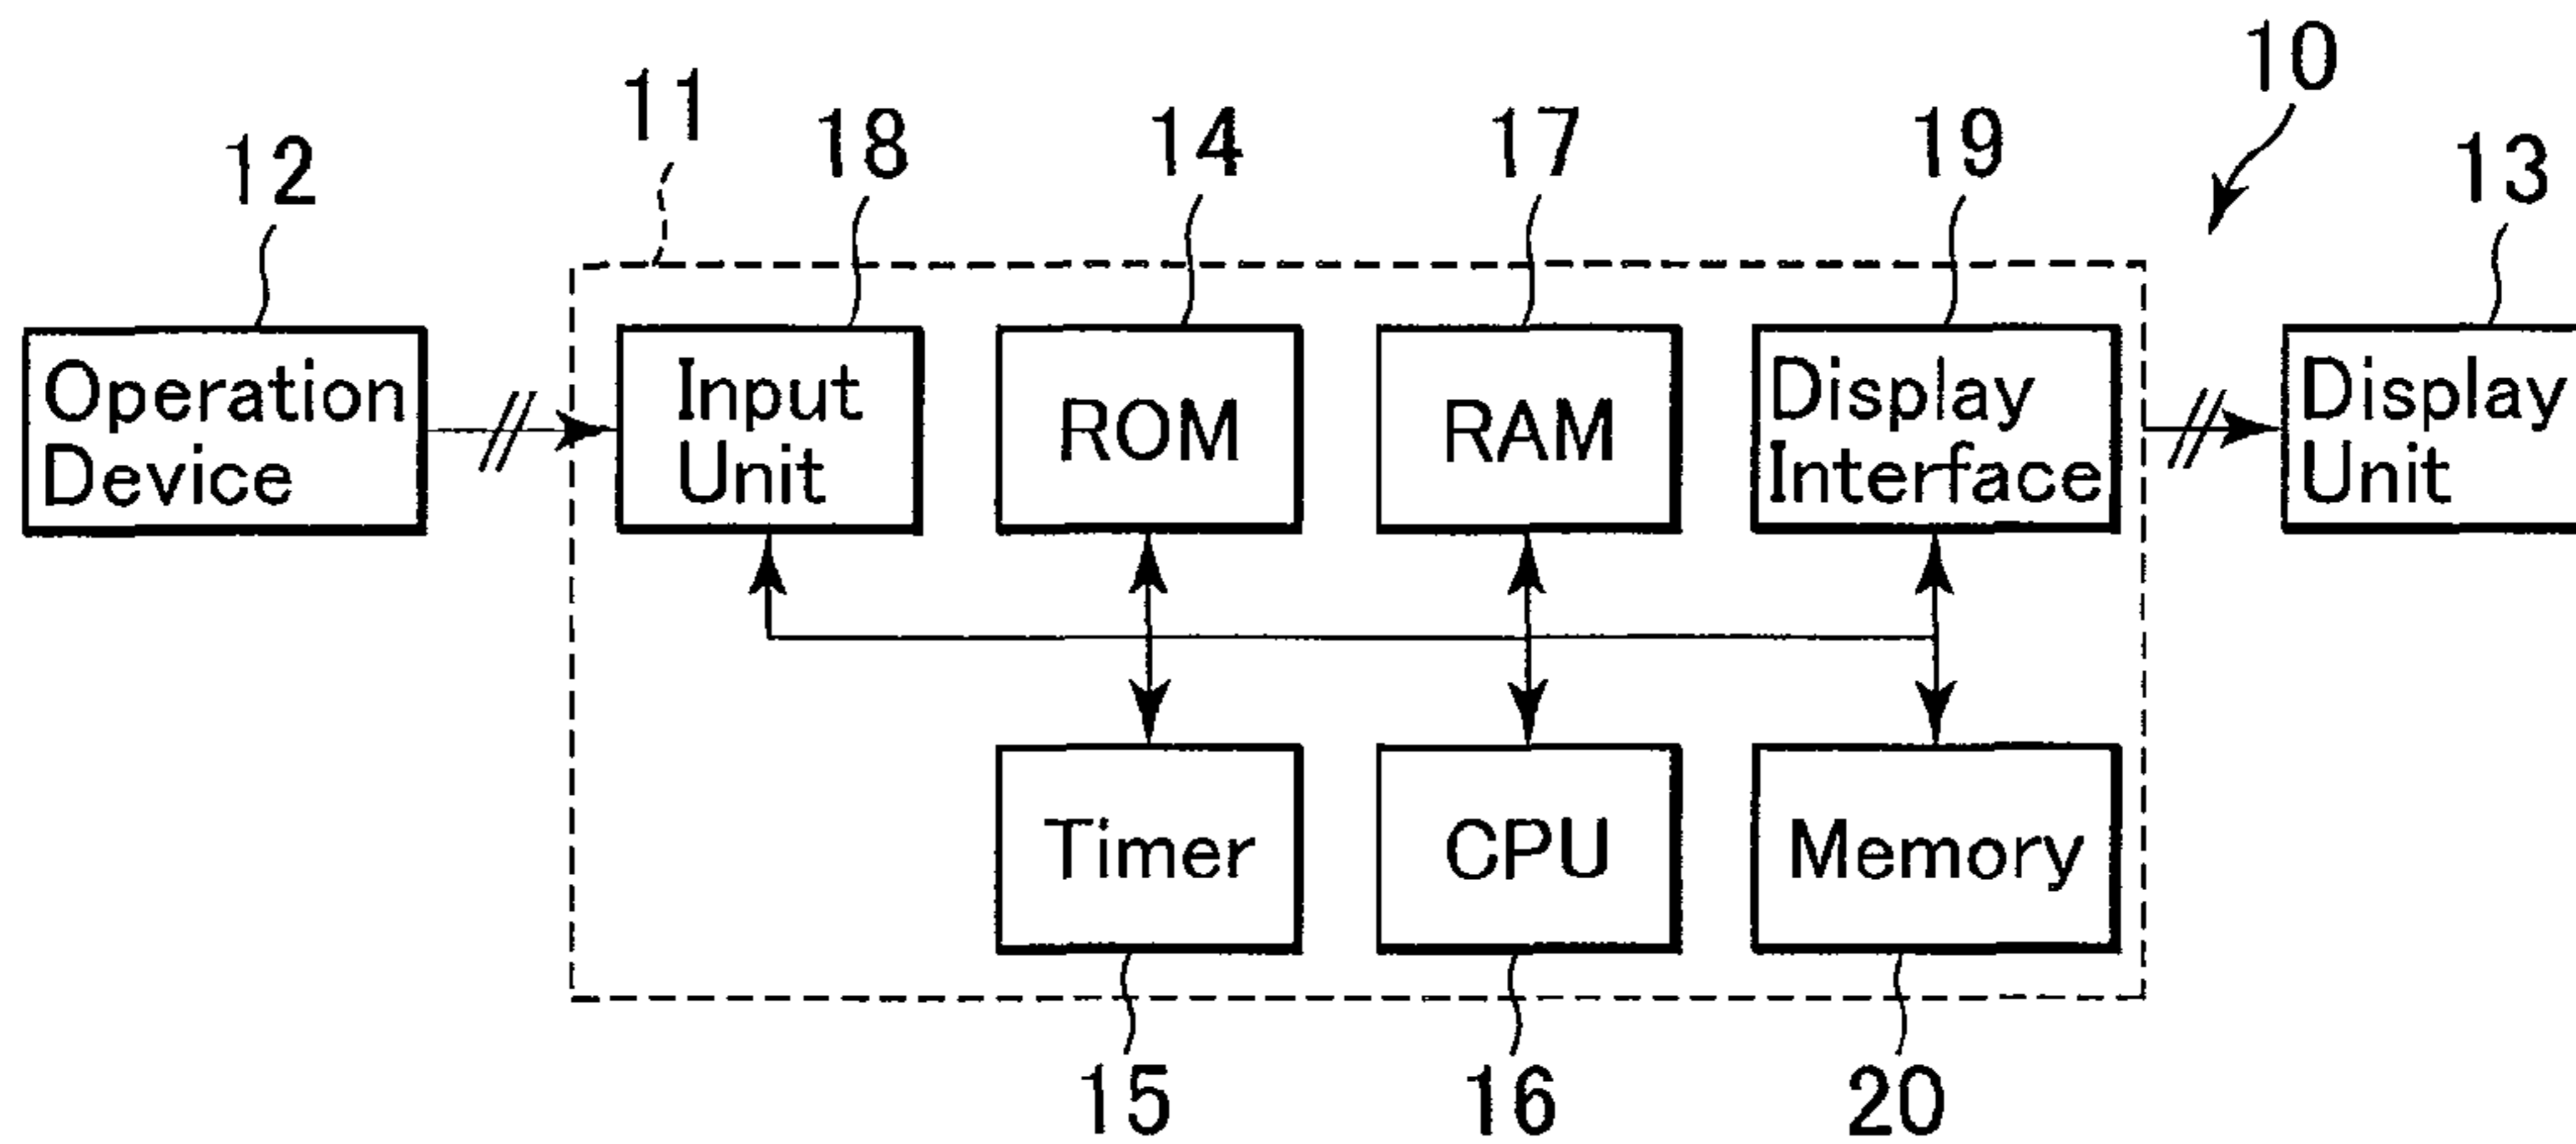 10
11
12
18
14
17
19
13
Operation
Device
Input
Unit
ROM
RAM
Display
Interface
Display
Unit
Timer
CPU
Memory
15
16
20